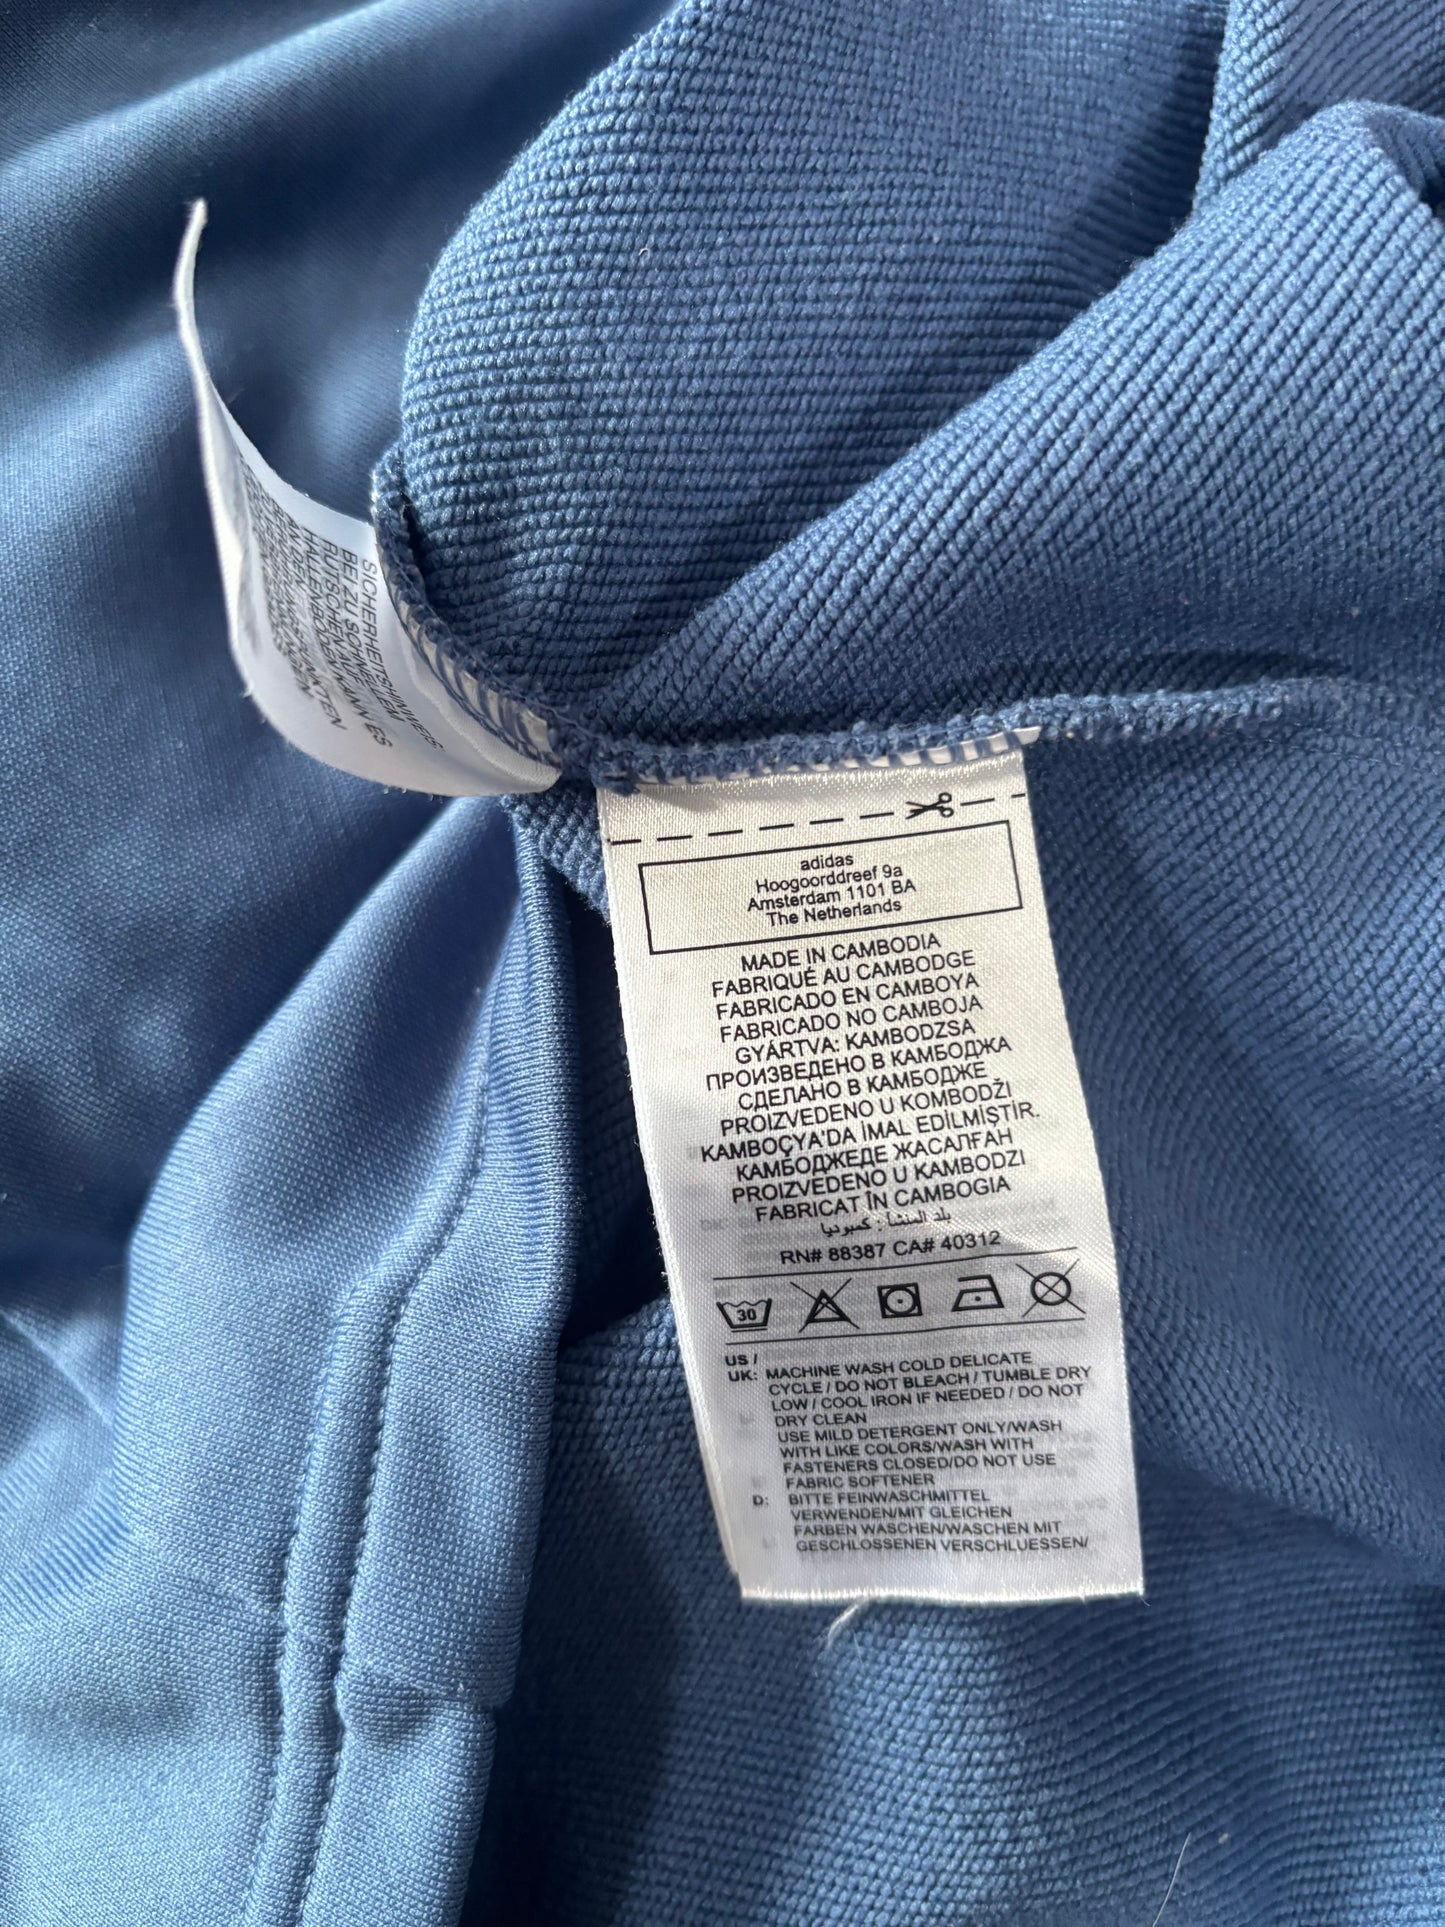 SICHERHEITSHINWEIS:
BEI ZU SCHNELLEM
RUTSCHEN AUF KANN ES
HALLENBODEN
adidas
Hoogoorddreef 9a
Amsterdam 1101 BA
The Netherlands
MADE IN CAMBODIA
FABRIQUÉ AU CAMBODGE
FABRICADO EN CAMBOYA
FABRICADO NO CAMBOJA
GYÁRTVA: KAMBODZSA
ПРОИЗВЕДЕНО В КАМБОДЖА
СДЕЛАНО В КАМБОДЖЕ
PROIZVEDENO U KOMBODŽI
KAMBOÇYA'DA İMAL EDİLMİŞTİR.
КАМБОДЖЕДЕ ЖАСАЛҒАН
PROIZVEDENO U KAMBODZI
FABRICAT ÎN CAMBOGIA
بلد المنشأ : كمبوديا
RN# 88387 CA# 40312
30
US /
UK: MACHINE WASH COLD DELICATE
CYCLE / DO NOT BLEACH / TUMBLE DRY
LOW / COOL IRON IF NEEDED / DO NOT
DRY CLEAN
USE MILD DETERGENT ONLY/WASH
WITH LIKE COLORS/WASH WITH
FASTENERS CLOSED/DO NOT USE
FABRIC SOFTENER
D: BITTE FEINWASCHMITTEL
VERWENDEN/MIT GLEICHEN
FARBEN WASCHEN/WASCHEN MIT
GESCHLOSSENEN VERSCHLUESSEN/